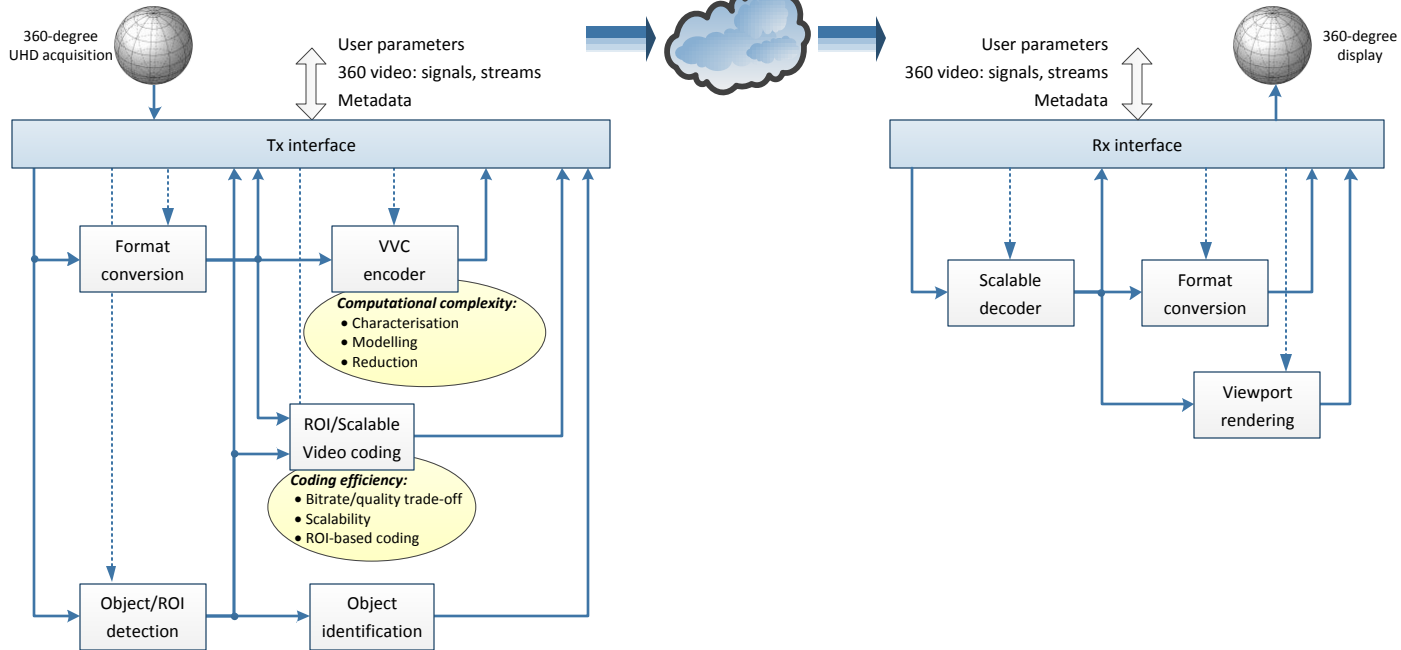 360-degree
UHD acquisition
User parameters
360 video: signals, streams
Metadata
User parameters
360 video: signals, streams
Metadata
360-degree
display
Tx interface
Rx interface
Format
conversion
VVC
encoder
Computational complexity:
● Characterisation
● Modelling
● Reduction
Scalable
decoder
Format
conversion
Viewport
rendering
ROI/Scalable
Video coding
Coding efficiency:
● Bitrate/quality trade-off
● Scalability
● ROI-based coding
Object/ROI
detection
Object
identification